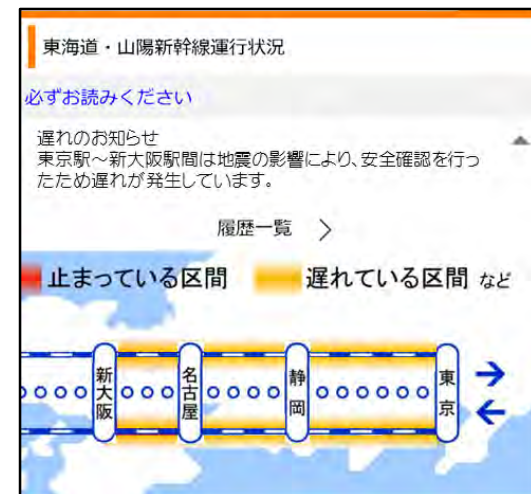 東海道・山陽新幹線運行状況
必ずお読みください
遅れのお知らせ
東京駅~新大阪駅間は地震の影響により、安全確認を行っ
たため遅れが発生しています。
履歴一覧 〉
止まっている区間 遅れている区間 など
新大阪 名古屋 静岡 東京